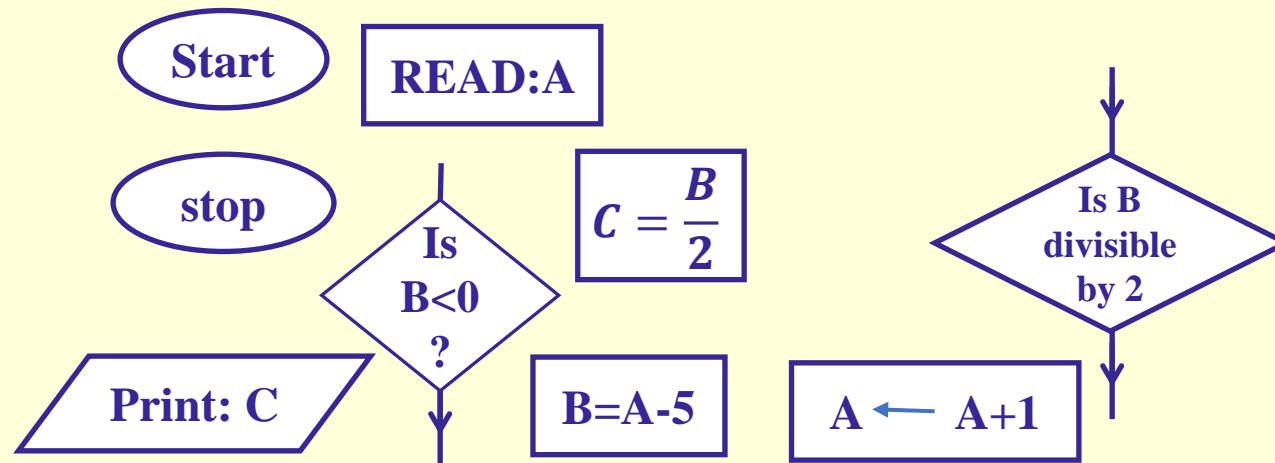 Start
READ:A
stop
Is
B<0
?
C = B/2
Is B
divisible
by 2
Print: C
B=A-5
A ← A+1